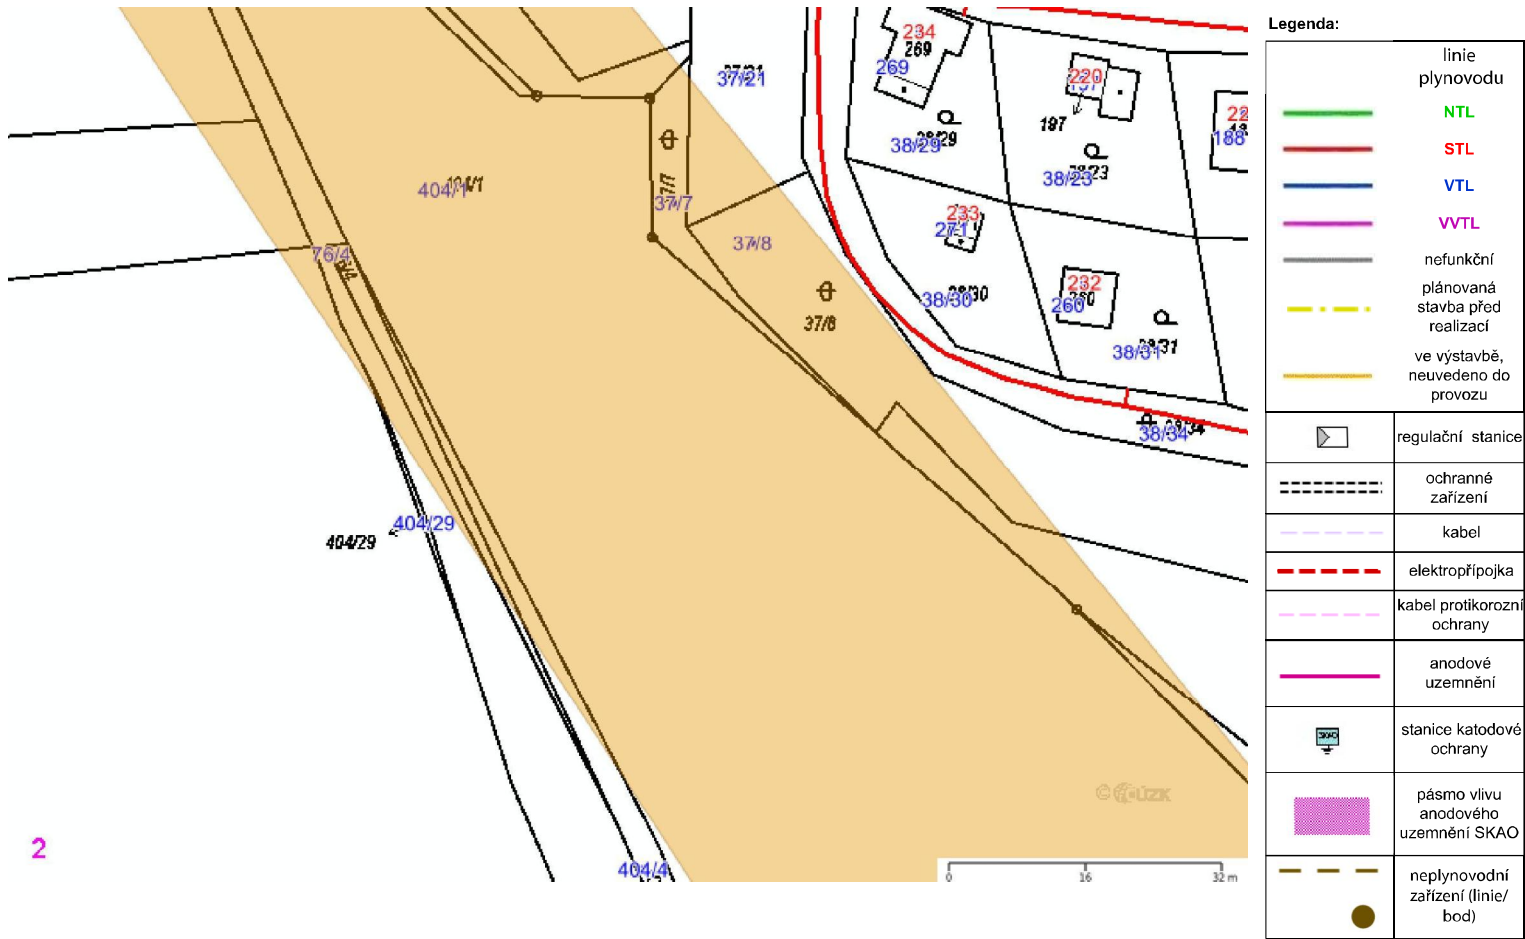 Legenda:
linie
plynovodu
NTL
STL
VTL
VVTL
nefunkční
plánovaná
stavba před
realizací
ve výstavbě,
neuvedeno do
provozu
regulační stanice
ochranné
zařízení
kabel
elektropřípojka
kabel protikorozní
ochrany
anodové
uzemnění
stanice katodové
ochrany
pásmo vlivu
anodového
uzemnění SKAO
neplynovodní
zařízení (linie/
bod)
234
269
269
37/21
220
197
188
38/29
38/23
404/1
37/7
233
271
37/8
76/4
232
260
38/30
37/8
38/31
38/34
404/29
404/29
2
404/4
0
16
32 m